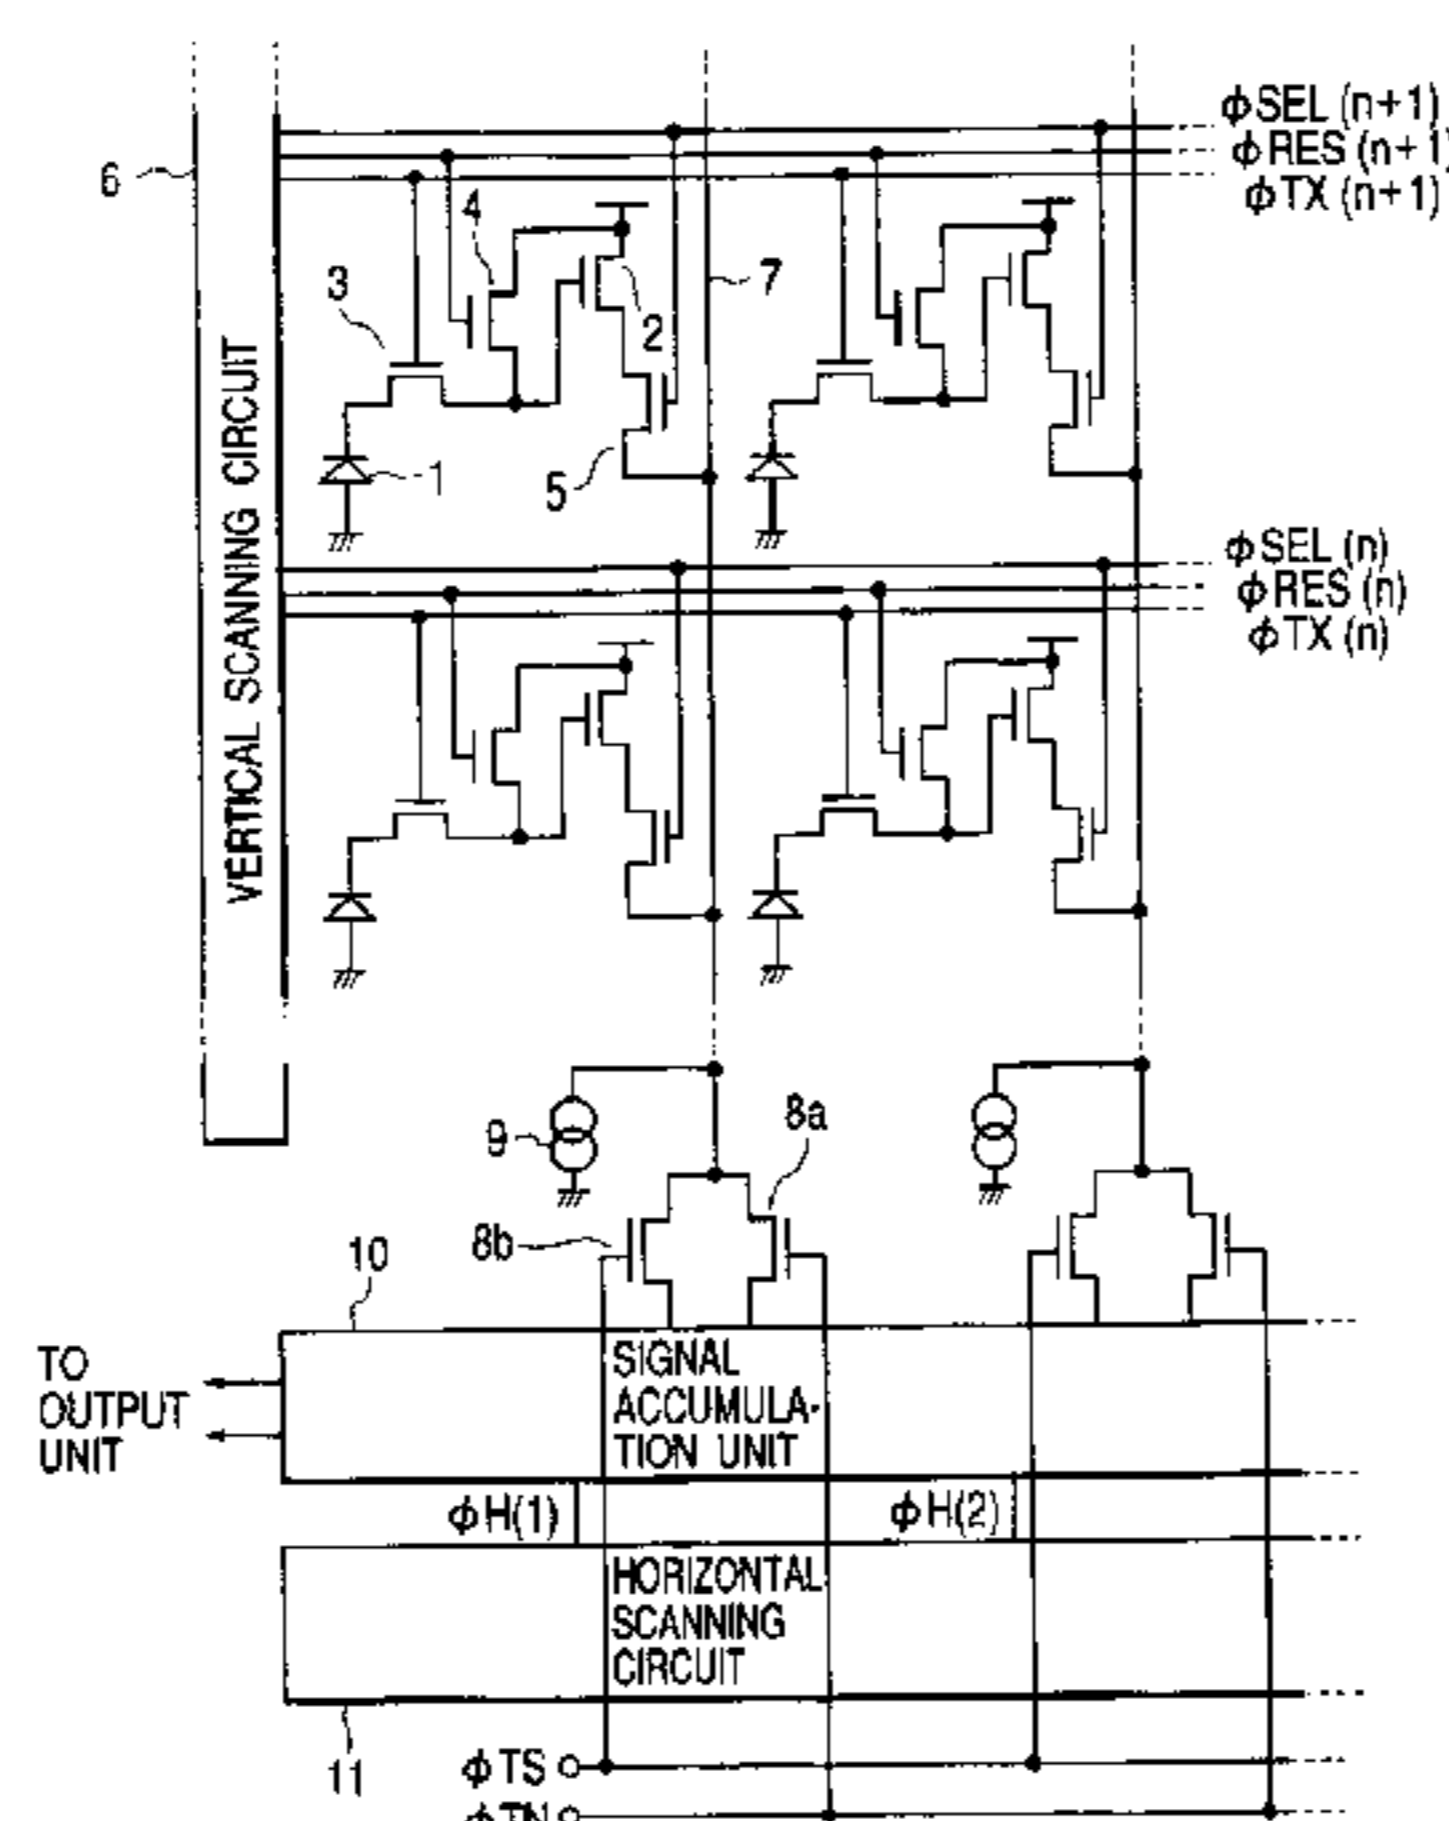 ϕSEL (n+1)
ϕRES (n+1)
ϕTX (n+1)
6
4
3
2
7
1
5
VERTICAL SCANNING CIRCUIT
ϕSEL (n)
ϕRES (n)
ϕTX (n)
9
8a
8b
10
TO
OUTPUT
UNIT
SIGNAL
ACCUMULA-
TION UNIT
ϕH(1)
ϕH(2)
HORIZONTAL
SCANNING
CIRCUIT
11
ϕTS
ϕTN